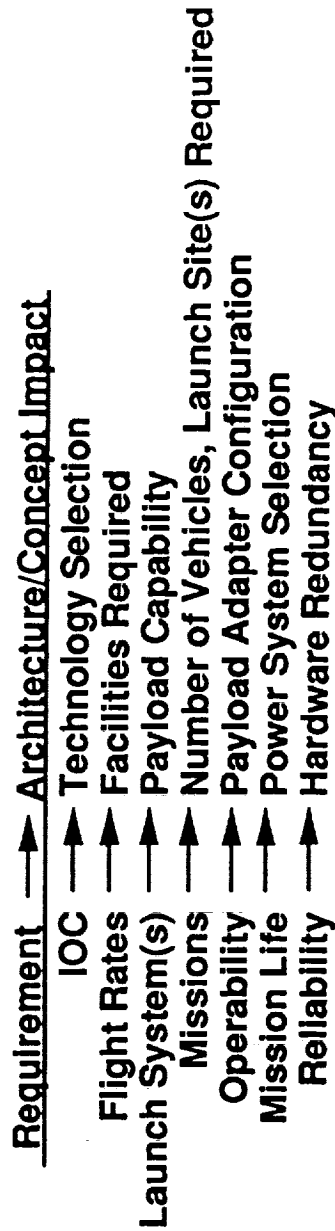 Requirement → Architecture/Concept Impact
IOC → Technology Selection
Flight Rates → Facilities Required
Launch System(s) → Payload Capability
Missions → Number of Vehicles, Launch Site(s) Required
Operability → Payload Adapter Configuration
Mission Life → Power System Selection
Reliability → Hardware Redundancy